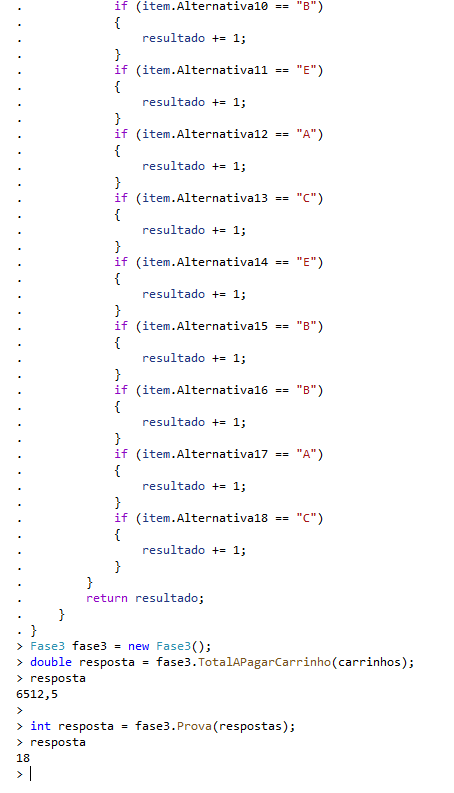 .             if (item.Alternativa10 == "B")
.             {
.                 resultado += 1;
.             }
.             if (item.Alternativa11 == "E")
.             {
.                 resultado += 1;
.             }
.             if (item.Alternativa12 == "A")
.             {
.                 resultado += 1;
.             }
.             if (item.Alternativa13 == "C")
.             {
.                 resultado += 1;
.             }
.             if (item.Alternativa14 == "E")
.             {
.                 resultado += 1;
.             }
.             if (item.Alternativa15 == "B")
.             {
.                 resultado += 1;
.             }
.             if (item.Alternativa16 == "B")
.             {
.                 resultado += 1;
.             }
.             if (item.Alternativa17 == "A")
.             {
.                 resultado += 1;
.             }
.             if (item.Alternativa18 == "C")
.             {
.                 resultado += 1;
.             }
.         }
.         return resultado;
.     }
. }
> Fase3 fase3 = new Fase3();
> double resposta = fase3.TotalAPagarCarrinho(carrinhos);
> resposta
6512,5
>
> int resposta = fase3.Prova(respostas);
> resposta
18
>